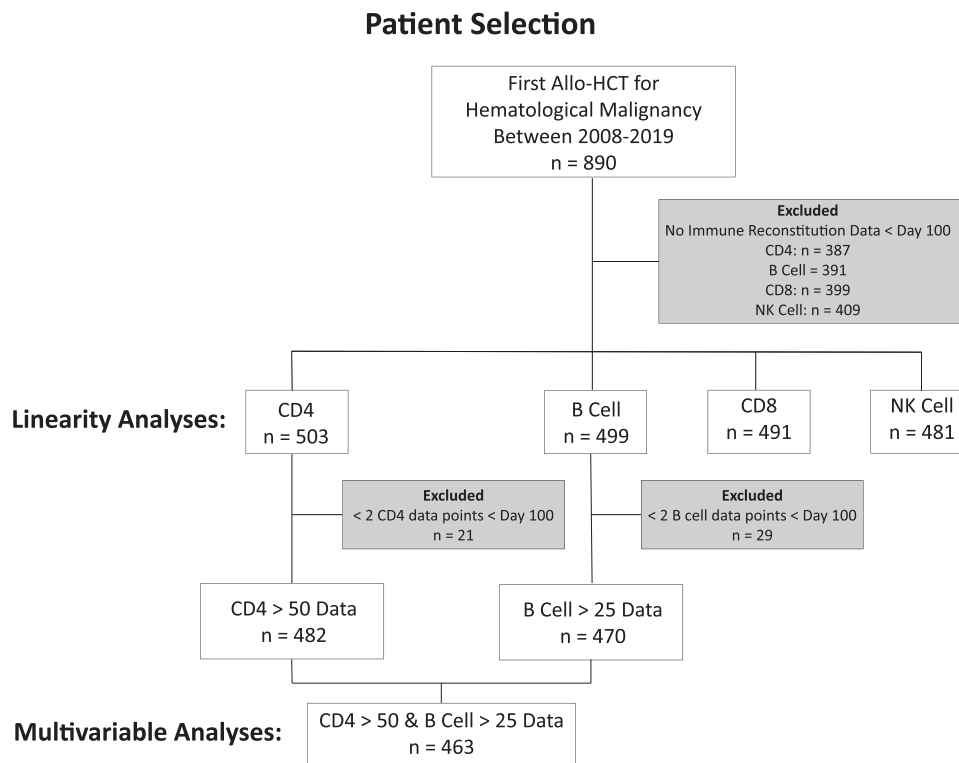 Patient Selection
First Allo-HCT for
Hematological Malignancy
Between 2008-2019
n = 890
Excluded
No Immune Reconstitution Data < Day 100
CD4: n = 387
B Cell = 391
CD8: n = 399
NK Cell: n = 409
Linearity Analyses:
CD4
n = 503
B Cell
n = 499
CD8
n = 491
NK Cell
n = 481
Excluded
< 2 CD4 data points < Day 100
n = 21
Excluded
< 2 B cell data points < Day 100
n = 29
CD4 > 50 Data
n = 482
B Cell > 25 Data
n = 470
Multivariable Analyses:
CD4 > 50 & B Cell > 25 Data
n = 463